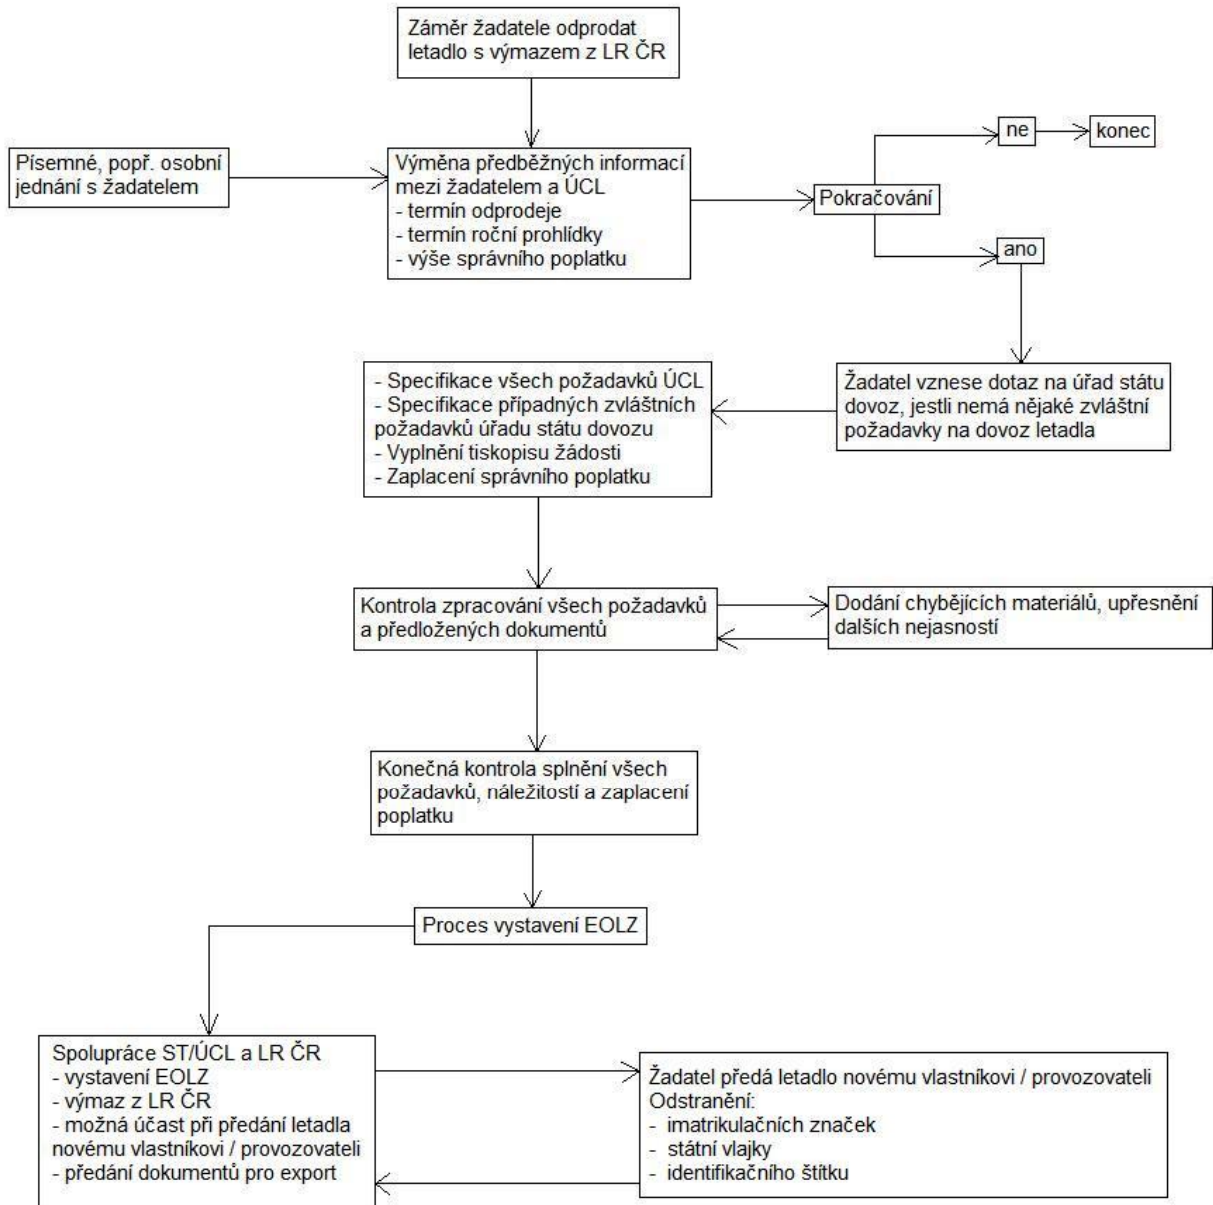 Záměr žadatele odprodat
letadlo s výmazem z LR ČR
Písemné, popř. osobní
jednání s žadatelem
Výměna předběžných informací
mezi žadatelem a ÚCL
- termín odprodeje
- termín roční prohlídky
- výše správního poplatku
Pokračování
ne
konec
ano
Žadatel vznese dotaz na úřad státu
dovoz, jestli nemá nějaké zvláštní
požadavky na dovoz letadla
- Specifikace všech požadavků ÚCL
- Specifikace případných zvláštních
požadavků úřadu státu dovozu
- Vyplnění tiskopisu žádosti
- Zaplacení správního poplatku
Kontrola zpracování všech požadavků
a předložených dokumentů
Dodání chybějících materiálů, upřesnění
dalších nejasností
Konečná kontrola splnění všech
požadavků, náležitostí a zaplacení
poplatku
Proces vystavení EOLZ
Spolupráce ST/ÚCL a LR ČR
- vystavení EOLZ
- výmaz z LR ČR
- možná účast při předání letadla
novému vlastníkovi / provozovateli
- předání dokumentů pro export
Žadatel předá letadlo novému vlastníkovi / provozovateli
Odstranění:
- imatrikulačních značek
- státní vlajky
- identifikačního štítku